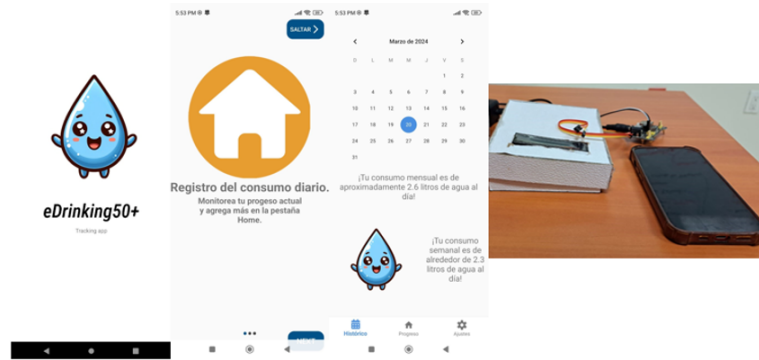 eDrinking50+
Tracking app
5:53 PM
SALTAR
Registro del consumo diario.
Monitorea tu progeso actual
y agrega más en la pestaña
Home.
NEXT
5:53 PM
Marzo de 2024
D L M M J V S
1 2
3 4 5 6 7 8 9
10 11 12 13 14 15 16
17 18 19 20 21 22 23
24 25 26 27 28 29 30
31
¡Tu consumo mensual es de
aproximadamente 2.6 litros de agua al
día!
¡Tu consumo
semanal es de
alrededor de 2.3
litros de agua al
día!
Histórico Progreso Ajustes